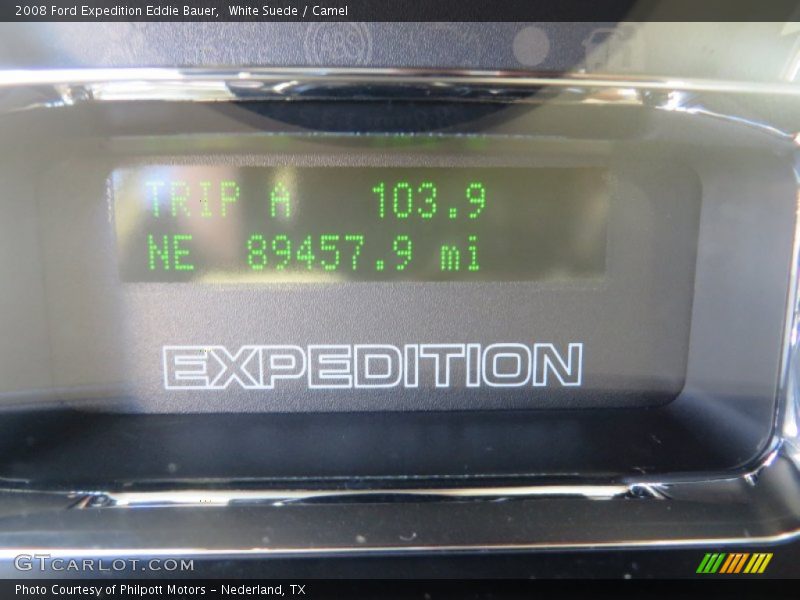 2008 Ford Expedition Eddie Bauer, White Suede / Camel
TRIP A 103.9
NE 89457.9 mi
EXPEDITION
GTCARLOT.COM
Photo Courtesy of Philpott Motors - Nederland, TX